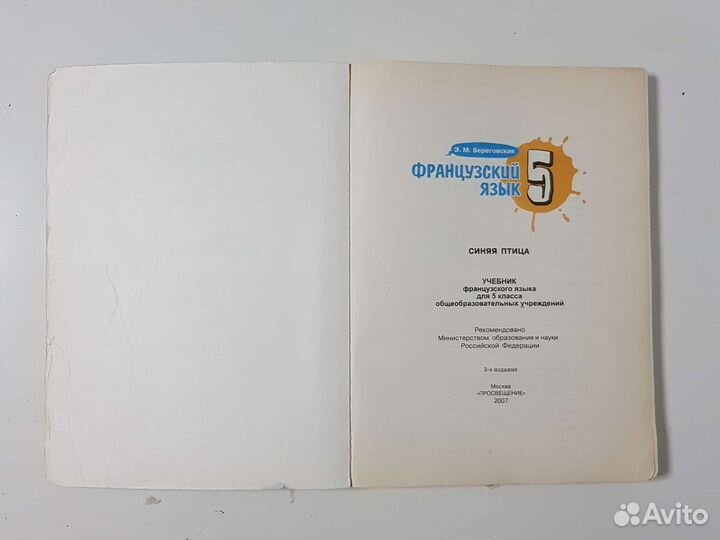 Э. М. Береговская
ФРАНЦУЗСКИЙ
ЯЗЫК
5
СИНЯЯ ПТИЦА
УЧЕБНИК
французского языка
для 5 класса
общеобразовательных учреждений
Рекомендовано
Министерством образования и науки
Российской Федерации
3-е издание
Москва
«ПРОСВЕЩЕНИЕ»
2007
Avito